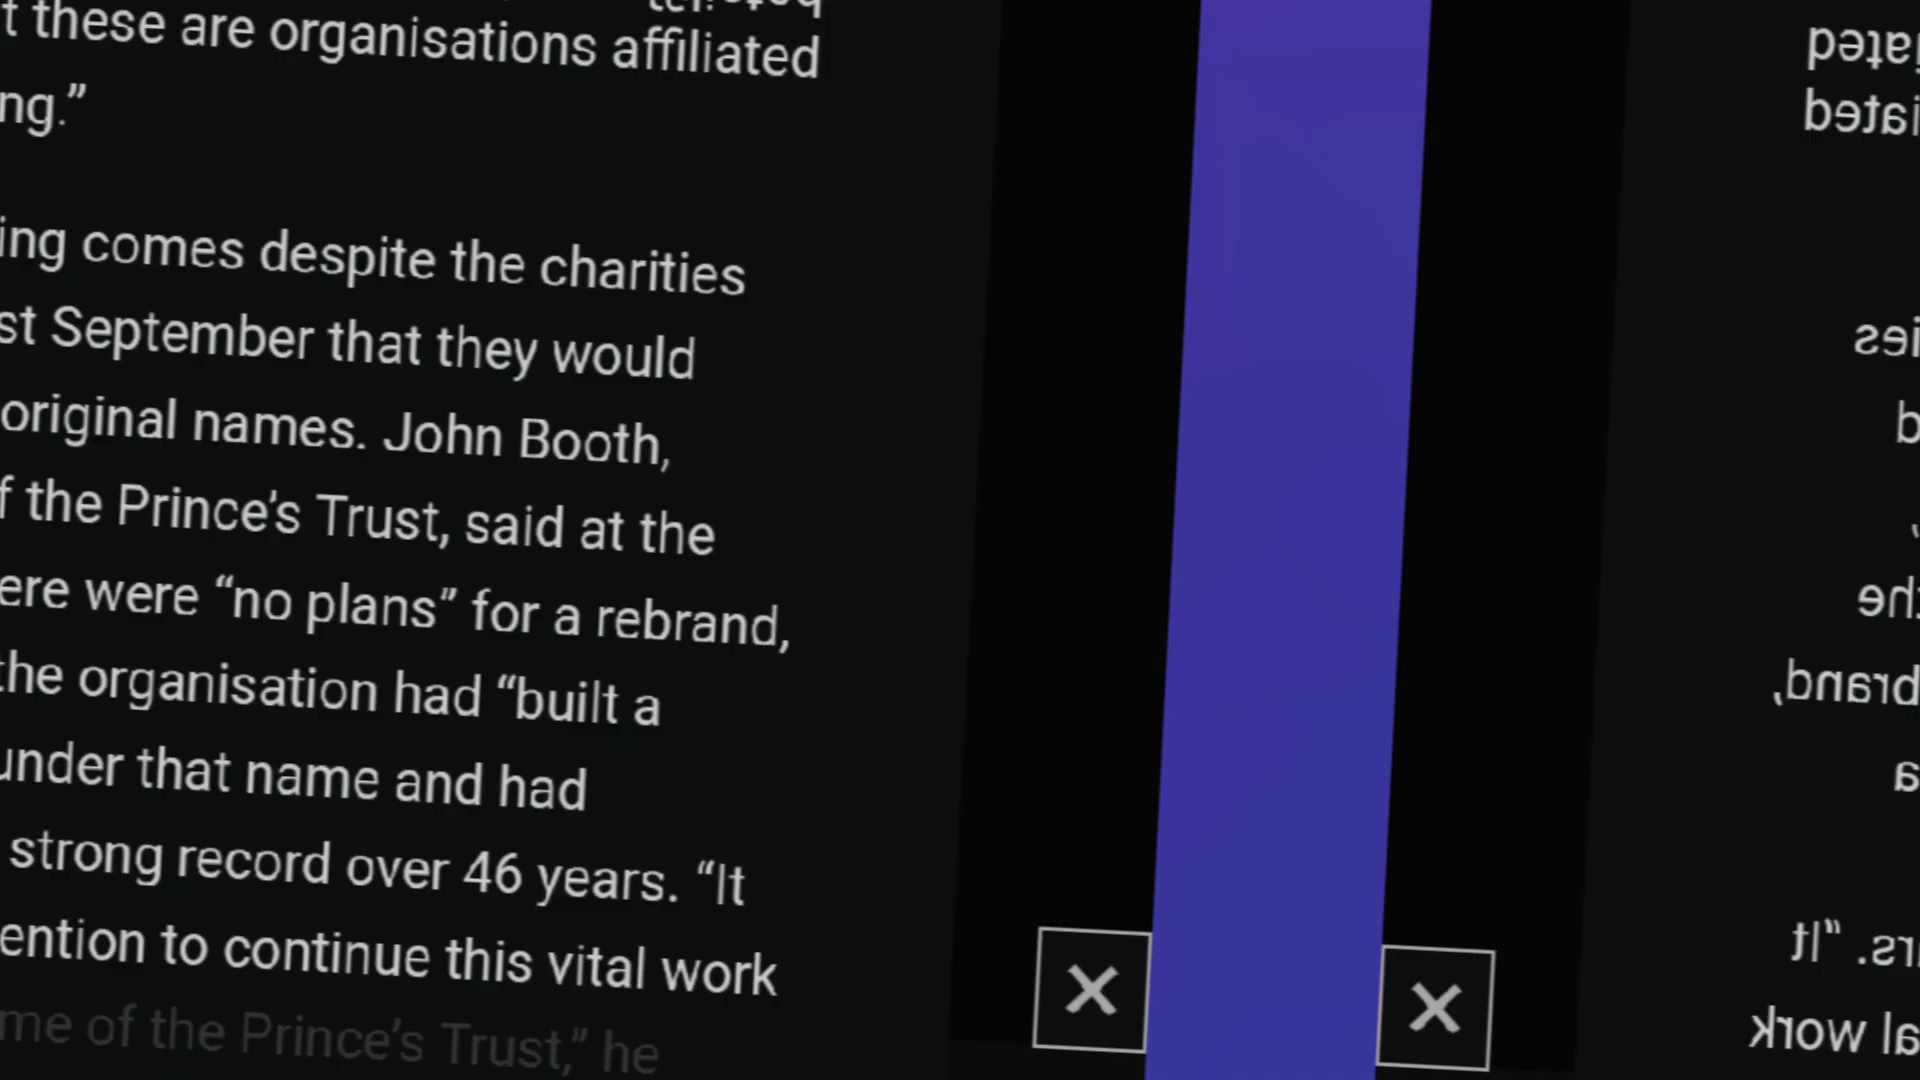 t these are organisations affiliated
ng.”
ing comes despite the charities
st September that they would
original names. John Booth,
f the Prince's Trust, said at the
ere were “no plans” for a rebrand,
the organisation had “built a
under that name and had
strong record over 46 years. “It
ention to continue this vital work
me of the Prince’s Trust,” he